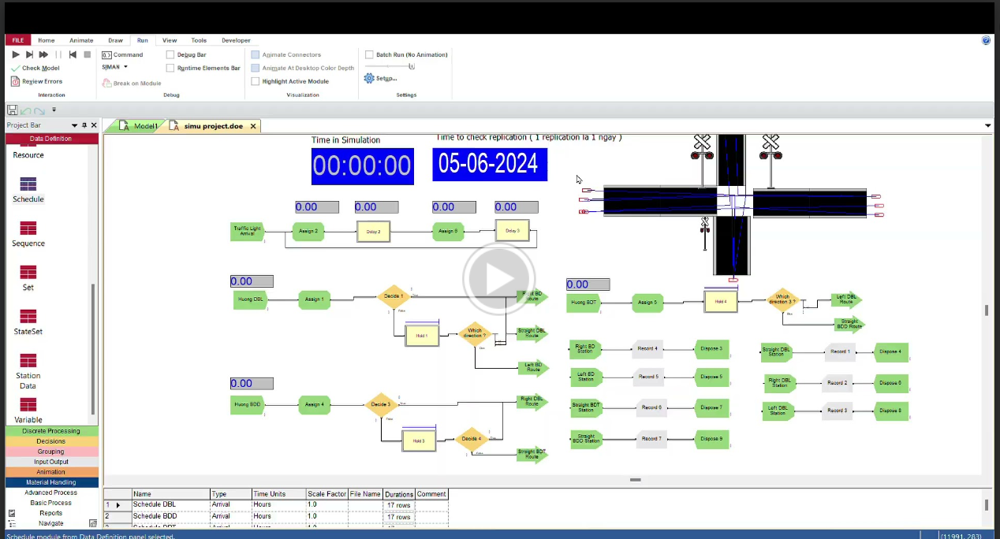 FILE Home Animate Draw Run View Tools Developer
Command
Debug Bar
Animate Connectors
Batch Run (No Animation)
Check Model
SIMAN
Runtime Elements Bar
Animate At Desktop Color Depth
Review Errors
Break on Module
Highlight Active Module
Setup...
Interaction
Debug
Visualization
Settings
Project Bar
Model1
simu project.doe
Data Definition
Resource
Schedule
Sequence
Set
StateSet
Station
Data
Variable
Discrete Processing
Decisions
Grouping
Input Output
Animation
Material Handling
Advanced Process
Basic Process
Reports
Navigate
Time in Simulation
Time to check replication ( 1 replication la 1 ngay )
00:00:00
05-06-2024
0.00
0.00
0.00
0.00
Traffic Light
Arrival
Assign 2
Delay 2
Delay 3
0.00
Huong DBL
Assign 1
Decide 1
True
False
Hold 1
Which
direction ?
Route
Straight DBL
Route
Left BD
Route
0.00
Huong BDD
Assign 4
Decide 3
True
False
Hold 3
Decide 4
Right DBL
Route
Straight BDT
Route
0.00
Huong BDT
Assign 5
Hold 4
Which
direction 3 ?
Left DBL
Route
Straight
BDD Route
Right BD
Station
Record 4
Dispose 3
Left BD
Station
Record 5
Dispose 5
Straight BDT
Station
Record 6
Dispose 7
Straight
BDD Station
Record 7
Dispose 9
Straight DBL
Station
Record 1
Dispose 4
Right DBL
Station
Record 2
Dispose 6
Left DBL
Station
Record 3
Dispose 8
Name Type Time Units Scale Factor File Name Durations Comment
1 Schedule DBL Arrival Hours 1.0 17 rows
2 Schedule BDD Arrival Hours 1.0 17 rows
Schedule module from Data Definition panel selected.
(11991, 283)